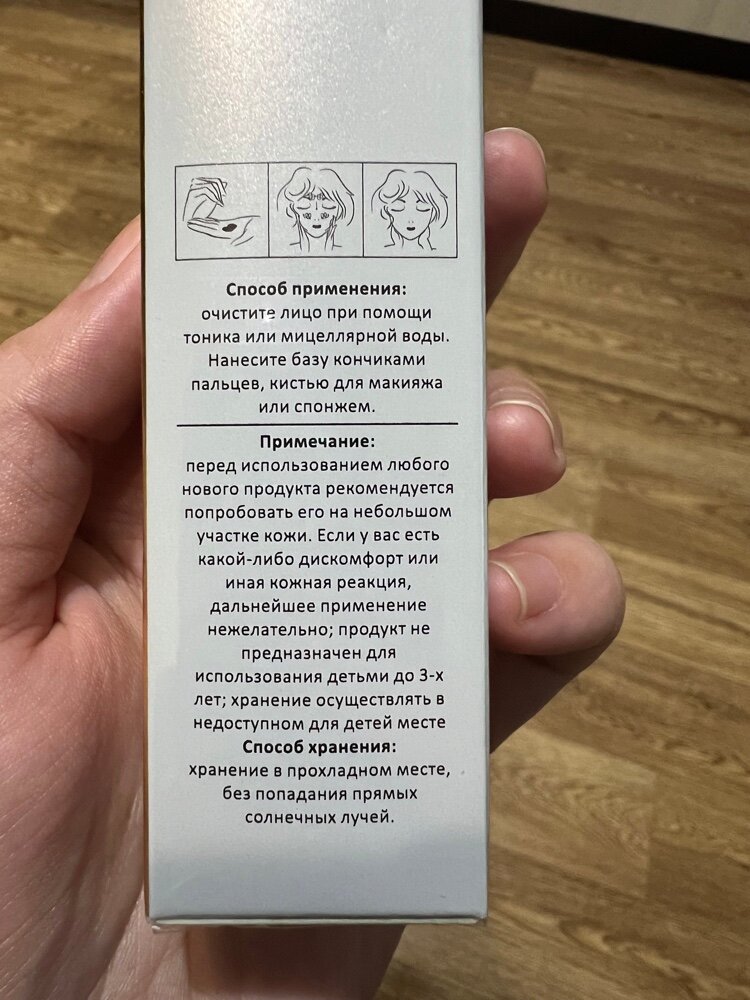 Способ применения:
очистите лицо при помощи
тоника или мицеллярной воды.
Нанесите базу кончиками
пальцев, кистью для макияжа
или спонжем.
Примечание:
перед использованием любого
нового продукта рекомендуется
попробовать его на небольшом
участке кожи. Если у вас есть
какой-либо дискомфорт или
иная кожная реакция,
дальнейшее применение
нежелательно; продукт не
предназначен для
использования детьми до 3-х
лет; хранение осуществлять в
недоступном для детей месте
Способ хранения:
хранение в прохладном месте,
без попадания прямых
солнечных лучей.